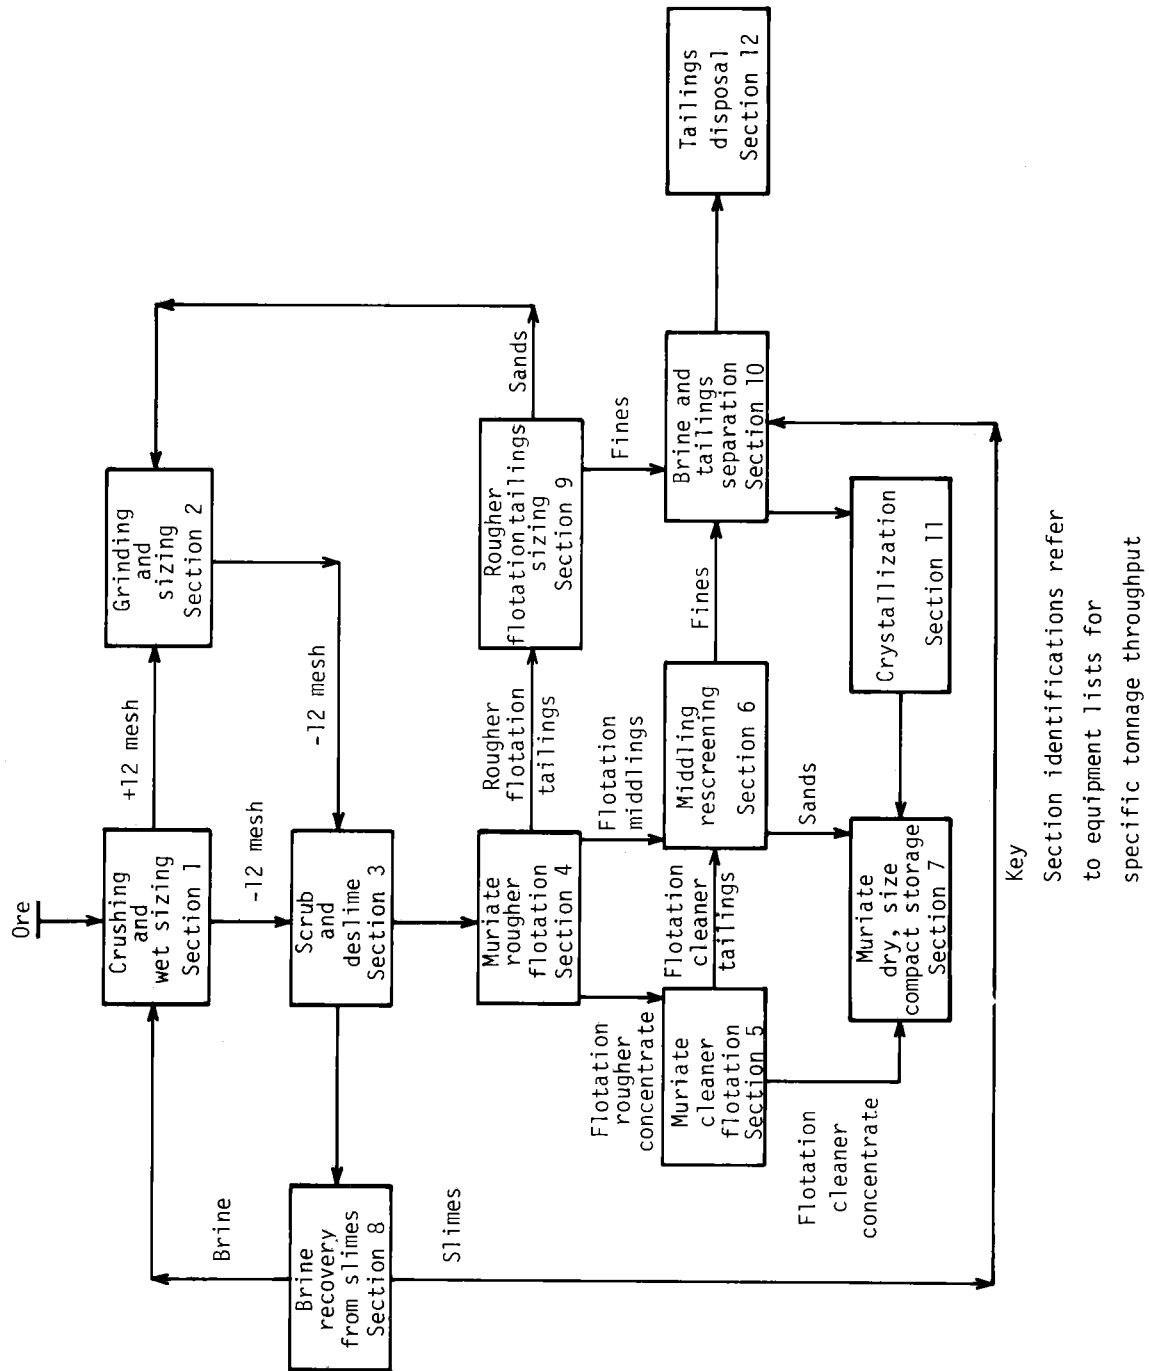 Ore
Crushing
and
wet sizing
Section 1
+12 mesh
Grinding
and
sizing
Section 2
-12 mesh
-12 mesh
Scrub
and
deslime
Section 3
Brine
Brine
recovery
from slimes
Section 8
Slimes
Muriate
rougher
flotation
Section 4
Rougher
flotation
tailings
Rougher
flotation tailings
sizing
Section 9
Sands
Fines
Flotation
rougher
concentrate
Flotation
middlings
Muriate
cleaner
flotation
Section 5
Flotation
cleaner
tailings
Middling
rescreening
Section 6
Fines
Brine and
tailings
separation
Section 10
Tailings
disposal
Section 12
Flotation
cleaner
concentrate
Sands
Muriate
dry, size
compact storage
Section 7
Crystallization
Section 11
Key
Section identifications refer
to equipment lists for
specific tonnage throughput